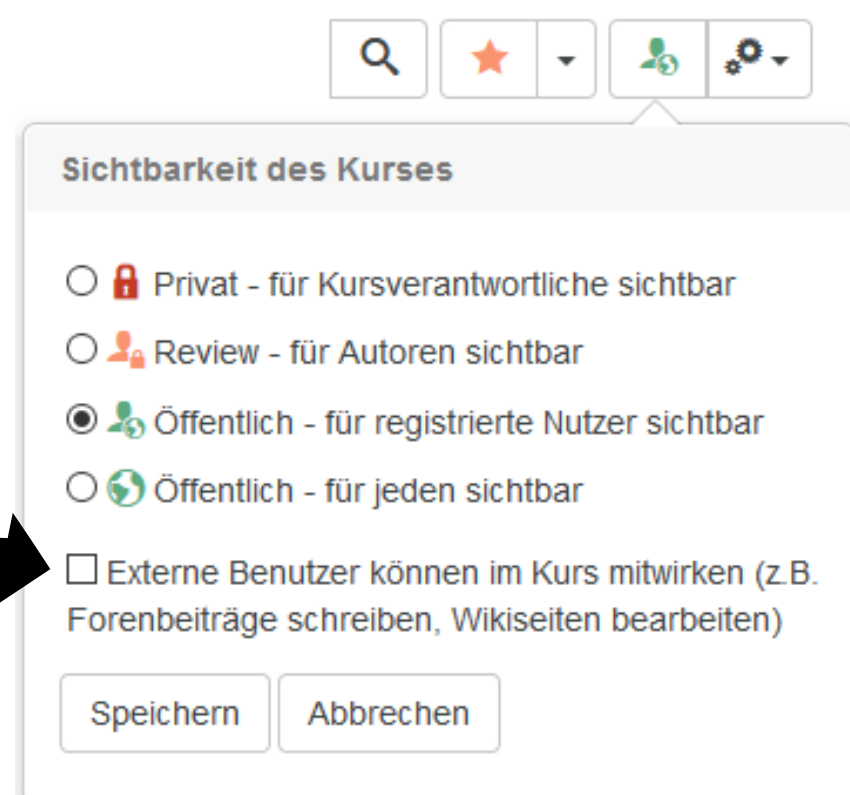 Sichtbarkeit des Kurses
Privat - für Kursverantwortliche sichtbar
Review - für Autoren sichtbar
Öffentlich - für registrierte Nutzer sichtbar
Öffentlich - für jeden sichtbar
Externe Benutzer können im Kurs mitwirken (z.B.
Forenbeiträge schreiben, Wikiseiten bearbeiten)
Speichern Abbrechen